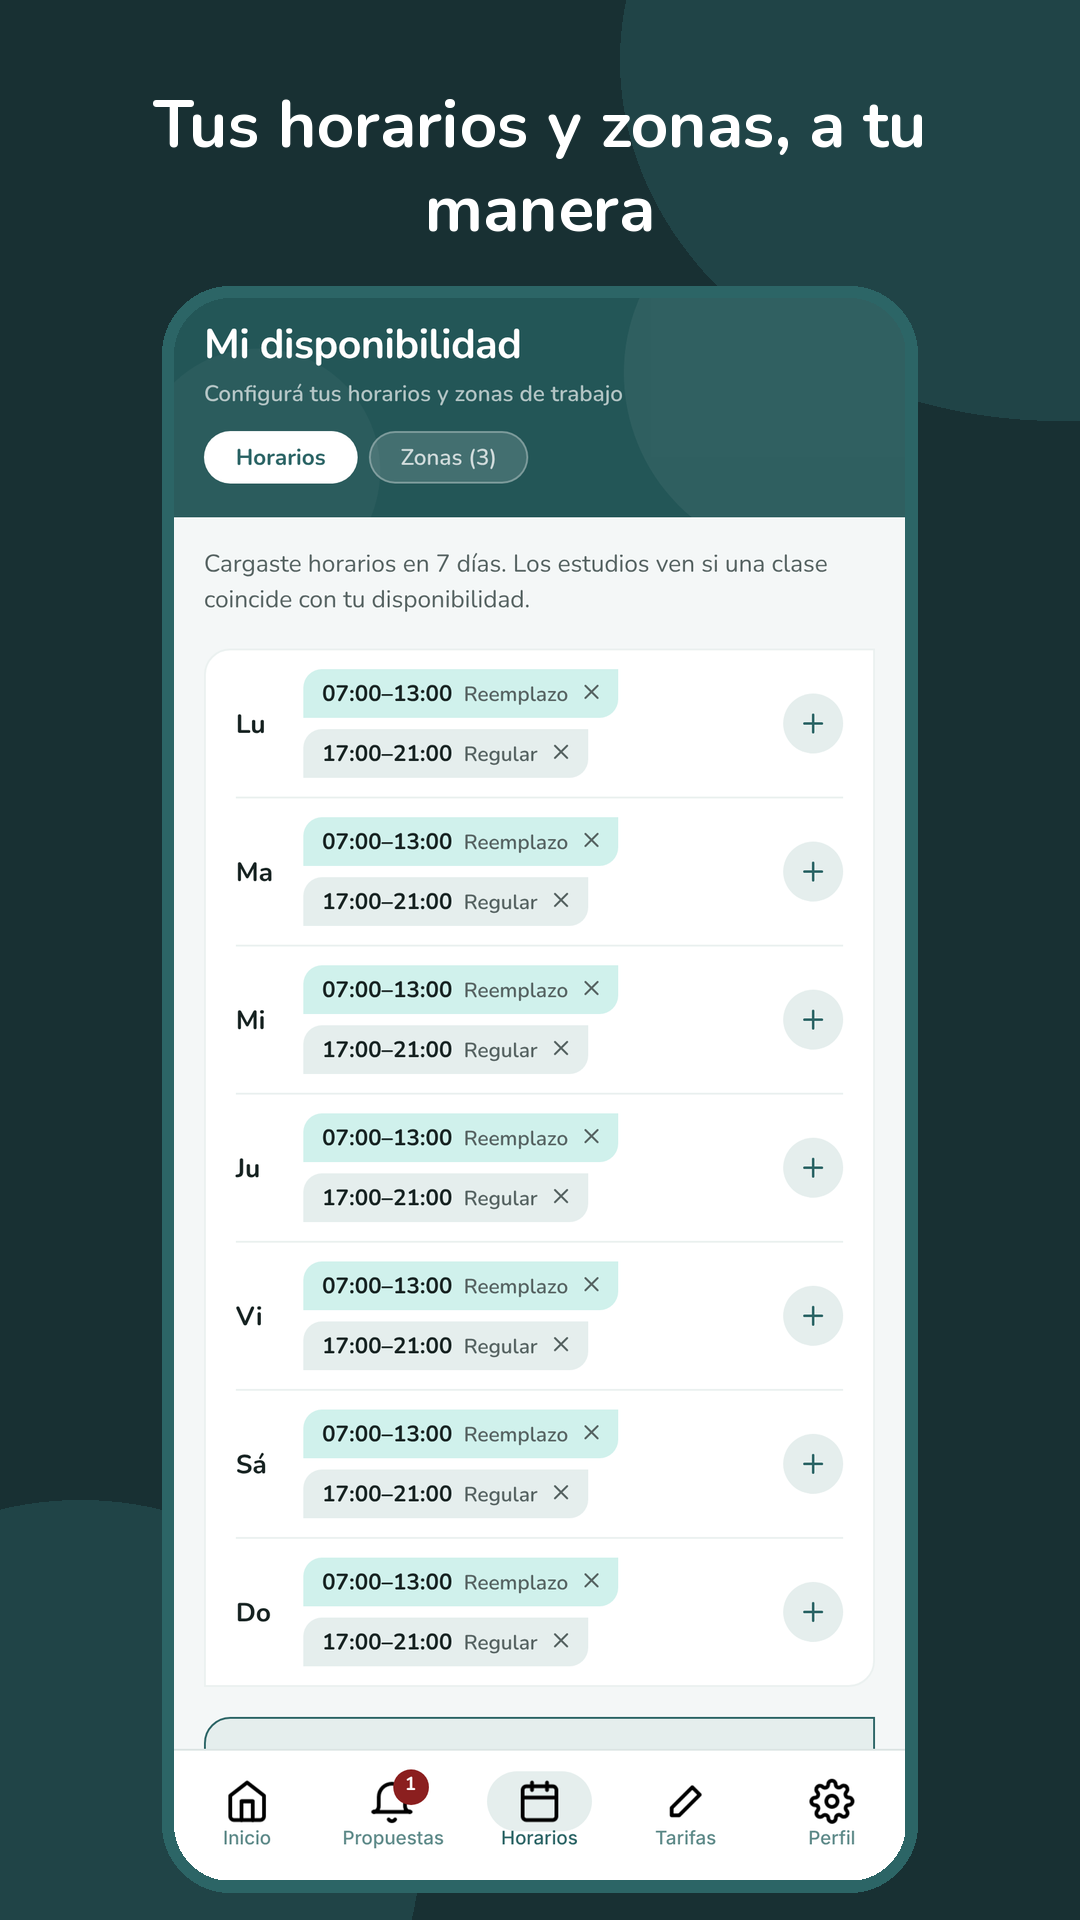 Tus horarios y zonas, a tu
manera
Mi disponibilidad
Configurá tus horarios y zonas de trabajo
Horarios
Zonas (3)
Cargaste horarios en 7 días. Los estudios ven si una clase
coincide con tu disponibilidad.
Lu
07:00–13:00 Reemplazo
17:00–21:00 Regular
Ma
07:00–13:00 Reemplazo
17:00–21:00 Regular
Mi
07:00–13:00 Reemplazo
17:00–21:00 Regular
Ju
07:00–13:00 Reemplazo
17:00–21:00 Regular
Vi
07:00–13:00 Reemplazo
17:00–21:00 Regular
Sá
07:00–13:00 Reemplazo
17:00–21:00 Regular
Do
07:00–13:00 Reemplazo
17:00–21:00 Regular
1
Inicio
Propuestas
Horarios
Tarifas
Perfil